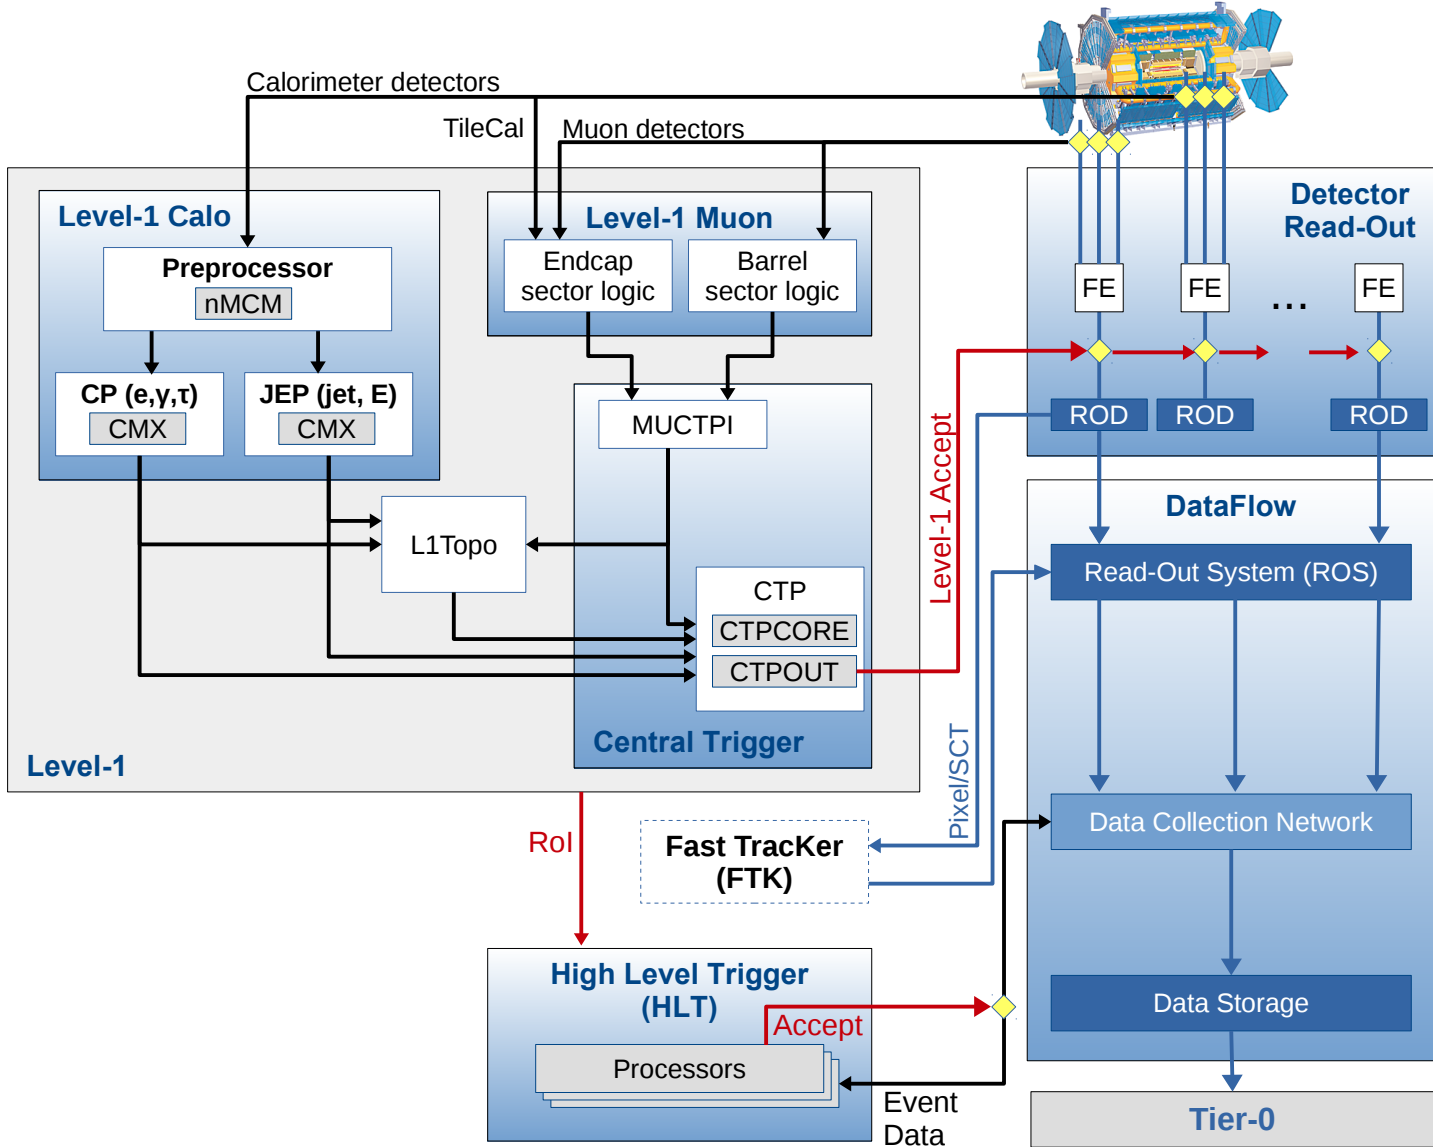 Calorimeter detectors
TileCal
Muon detectors
Level-1 Calo
Preprocessor
nMCM
CP (e,γ,τ)
CMX
JEP (jet, E)
CMX
Level-1 Muon
Endcap
sector logic
Barrel
sector logic
MUCTPI
L1Topo
CTP
CTPCORE
CTPOUT
Central Trigger
Level-1
Level-1 Accept
Detector
Read-Out
FE
FE
...
FE
ROD
ROD
ROD
DataFlow
Read-Out System (ROS)
Pixel/SCT
Data Collection Network
RoI
Fast TracKer
(FTK)
High Level Trigger
(HLT)
Accept
Processors
Event
Data
Data Storage
Tier-0